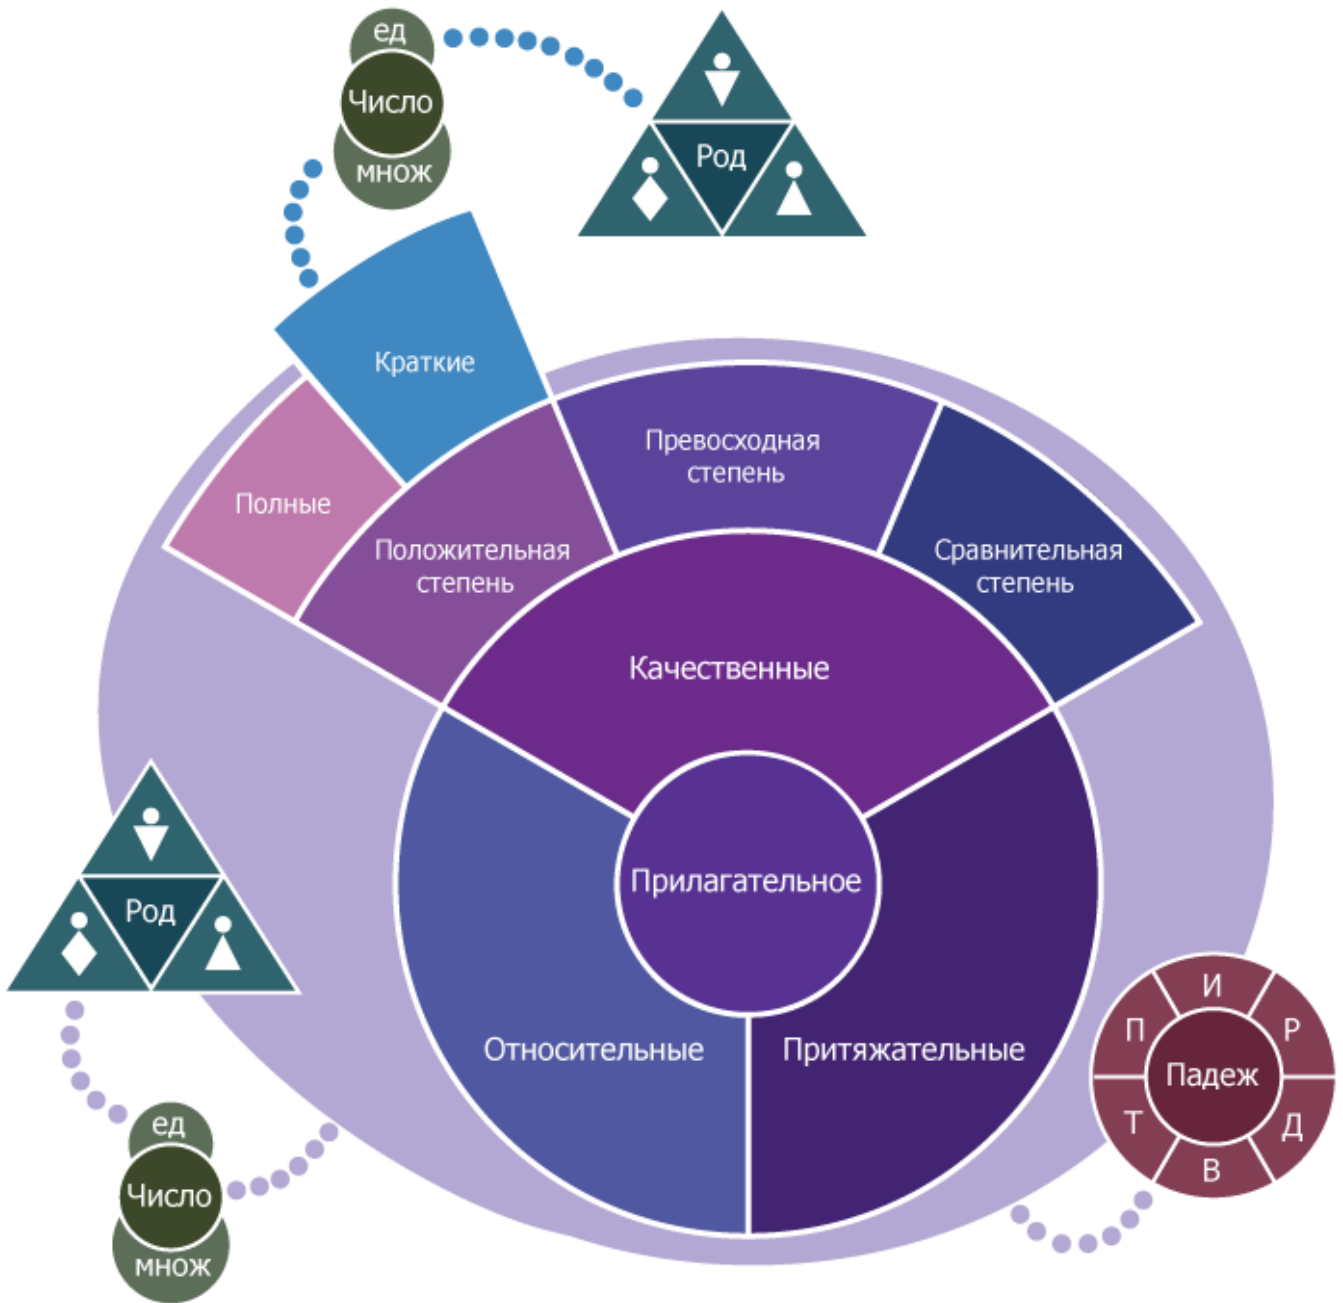 ед
Число
множ
Род
Краткие
Полные
Положительная
степень
Превосходная
степень
Сравнительная
степень
Качественные
Прилагательное
Относительные
Притяжательные
Род
ед
Число
множ
Падеж
И
Р
Д
В
Т
П